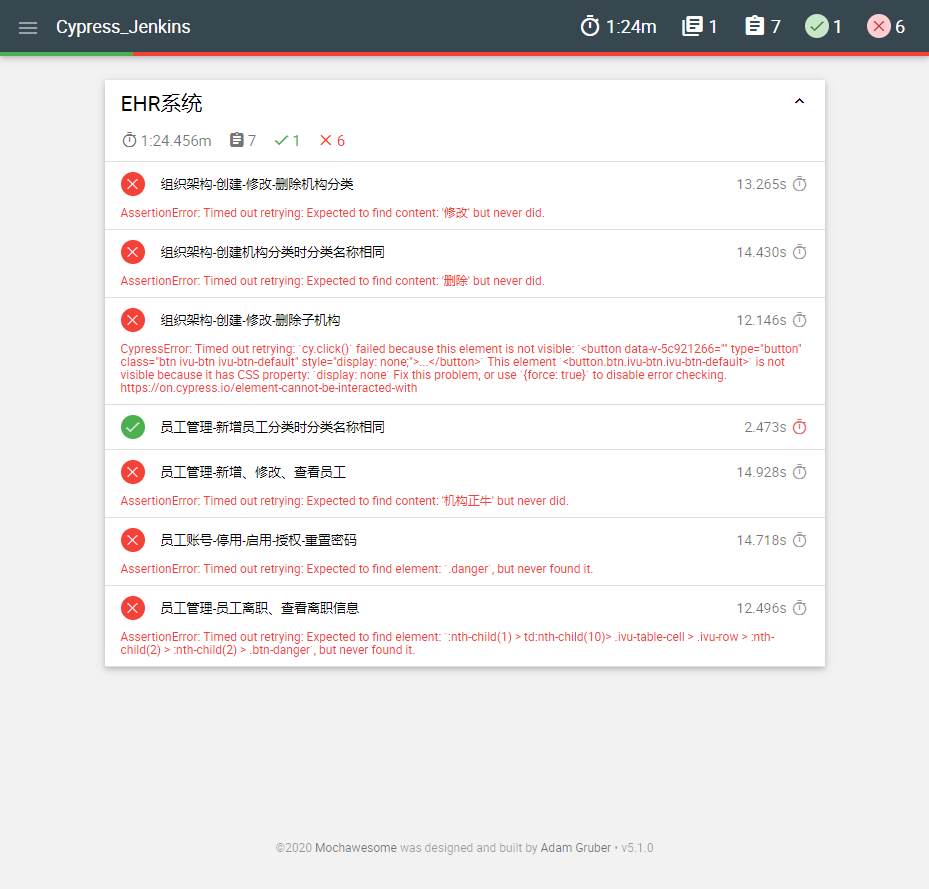 Cypress_Jenkins
1:24m
1
7
1
6
EHR系统
1:24.456m
7
1
6
组织架构-创建-修改-删除机构分类
13.265s
AssertionError: Timed out retrying: Expected to find content: '修改' but never did.
组织架构-创建机构分类时分类名称相同
14.430s
AssertionError: Timed out retrying: Expected to find content: '删除' but never did.
组织架构-创建-修改-删除子机构
12.146s
CypressError: Timed out retrying: `cy.click()` failed because this element is not visible: `<button data-v-5c921266="" type="button"
class="btn ivu-btn ivu-btn-default" style="display: none;">...</button>` This element `<button.btn.ivu-btn.ivu-btn-default>` is not
visible because it has CSS property: `display: none` Fix this problem, or use `{force: true}` to disable error checking.
https://on.cypress.io/element-cannot-be-interacted-with
员工管理-新增员工分类时分类名称相同
2.473s
员工管理-新增、修改、查看员工
14.928s
AssertionError: Timed out retrying: Expected to find content: '机构正牛' but never did.
员工账号-停用-启用-授权-重置密码
14.718s
AssertionError: Timed out retrying: Expected to find element: `.danger`, but never found it.
员工管理-员工离职、查看离职信息
12.496s
AssertionError: Timed out retrying: Expected to find element: `:nth-child(1) > td:nth-child(10)> .ivu-table-cell > .ivu-row > :nth-
child(2) > :nth-child(2) > .btn-danger`, but never found it.
©2020 Mochawesome was designed and built by Adam Gruber • v5.1.0